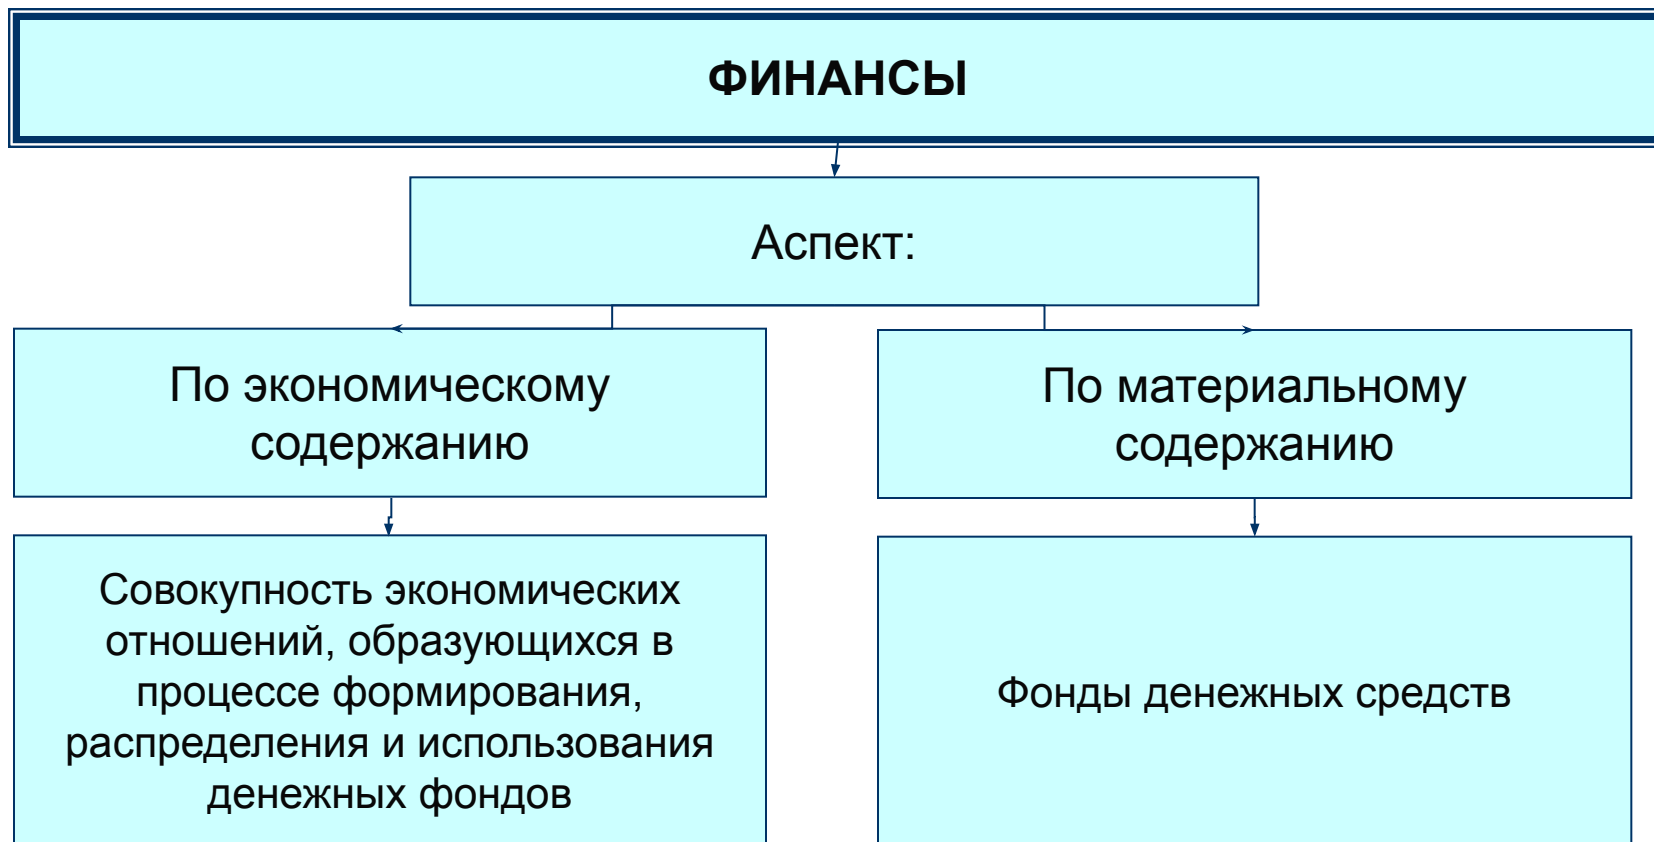 ФИНАНСЫ
Аспект:
По экономическому
содержанию
По материальному
содержанию
Совокупность экономических
отношений, образующихся в
процессе формирования,
распределения и использования
денежных фондов
Фонды денежных средств